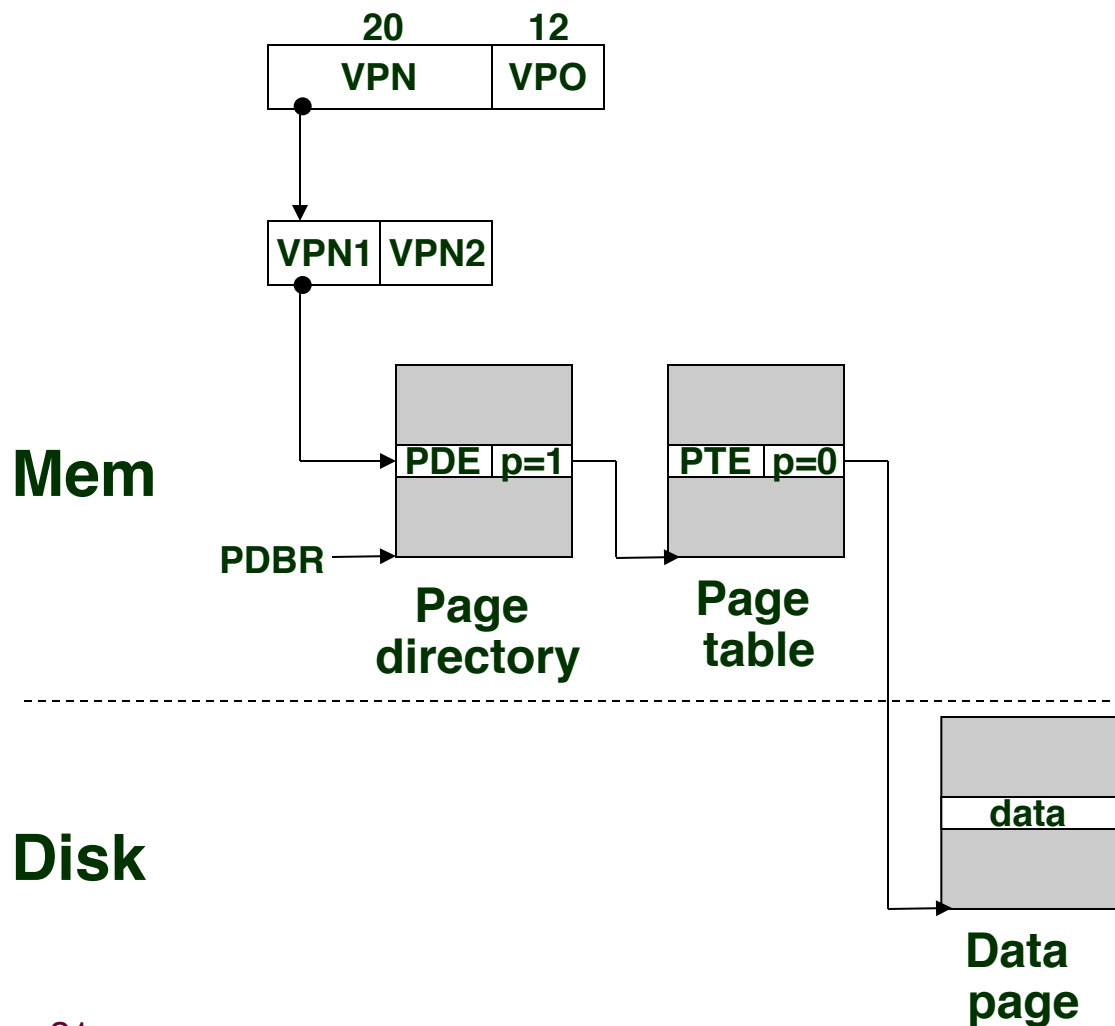 20 12
VPN VPO
VPN1 VPN2
Mem
PDE p=1 PTE p=0
PDBR
Page
directory
Page
table
Disk
data
Data
page